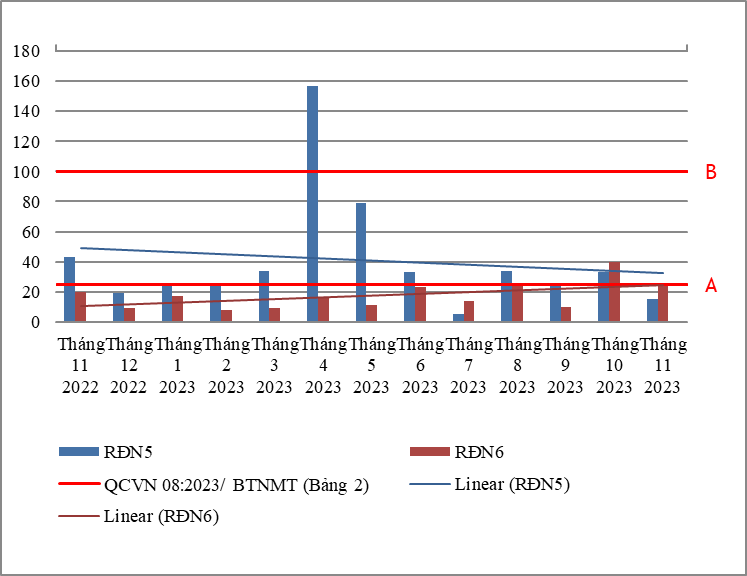 180
160
140
120
100
B
80
60
40
A
20
0
Tháng Tháng Tháng Tháng Tháng Tháng Tháng Tháng Tháng Tháng Tháng Tháng Tháng
11 12 1 2 3 4 5 6 7 8 9 10 11
2022 2022 2023 2023 2023 2023 2023 2023 2023 2023 2023 2023 2023
RĐN5 RĐN6
QCVN 08:2023/ BTNMT (Bảng 2) Linear (RĐN5)
Linear (RĐN6)